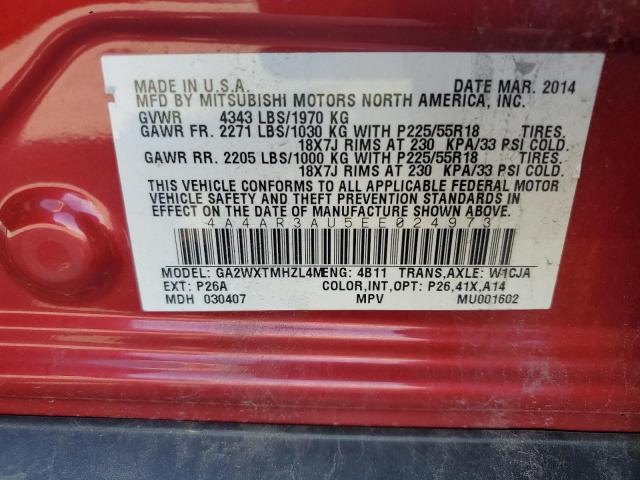 MADE IN U.S.A. DATE MAR. 2014
MFD BY MITSUBISHI MOTORS NORTH AMERICA, INC.
GVWR 4343 LBS/1970 KG
GAWR FR. 2271 LBS/1030 KG WITH P225/55R18 TIRES.
18X7J RIMS AT 230 KPA/33 PSI COLD.
GAWR RR. 2205 LBS/1000 KG WITH P225/55R18 TIRES.
18X7J RIMS AT 230 KPA/33 PSI COLD.
THIS VEHICLE CONFORMS TO ALL APPLICABLE FEDERAL MOTOR
VEHICLE SAFETY AND THEFT PREVENTION STANDARDS IN
EFFECT ON THE DATE OF MANUFACTURE SHOWN ABOVE.
4A4AR3AU5EE024973
MODEL: GA2WXTMHZL4M ENG: 4B11 TRANS,AXLE: W1CJA
EXT: P26A COLOR,INT,OPT: P26,41X,A14
MDH 030407 MPV MU001602